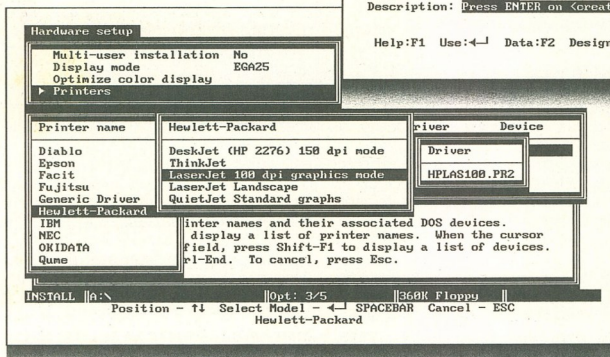 Description: Press ENTER on <creat
Help:F1 Use:◄─┘ Data:F2 Design
Hardware setup
Multi-user installation No
Display mode EGA25
Optimize color display
► Printers
Printer name
Diablo
Epson
Facit
Fujitsu
Generic Driver
Hewlett-Packard
IBM
NEC
OKIDATA
Qume
Hewlett-Packard
DeskJet (HP 2276) 150 dpi mode
ThinkJet
LaserJet 100 dpi graphics mode
LaserJet Landscape
QuietJet Standard graphs
river Device
Driver
HPLAS100.PR2
inter names and their associated DOS devices.
display a list of printer names. When the cursor
field, press Shift-F1 to display a list of devices.
rl-End. To cancel, press Esc.
INSTALL ║A:\ ║Opt: 3/5 ║360K Floppy ║
Position - ↑↓ Select Model - ◄─┘ SPACEBAR Cancel - ESC
Hewlett-Packard